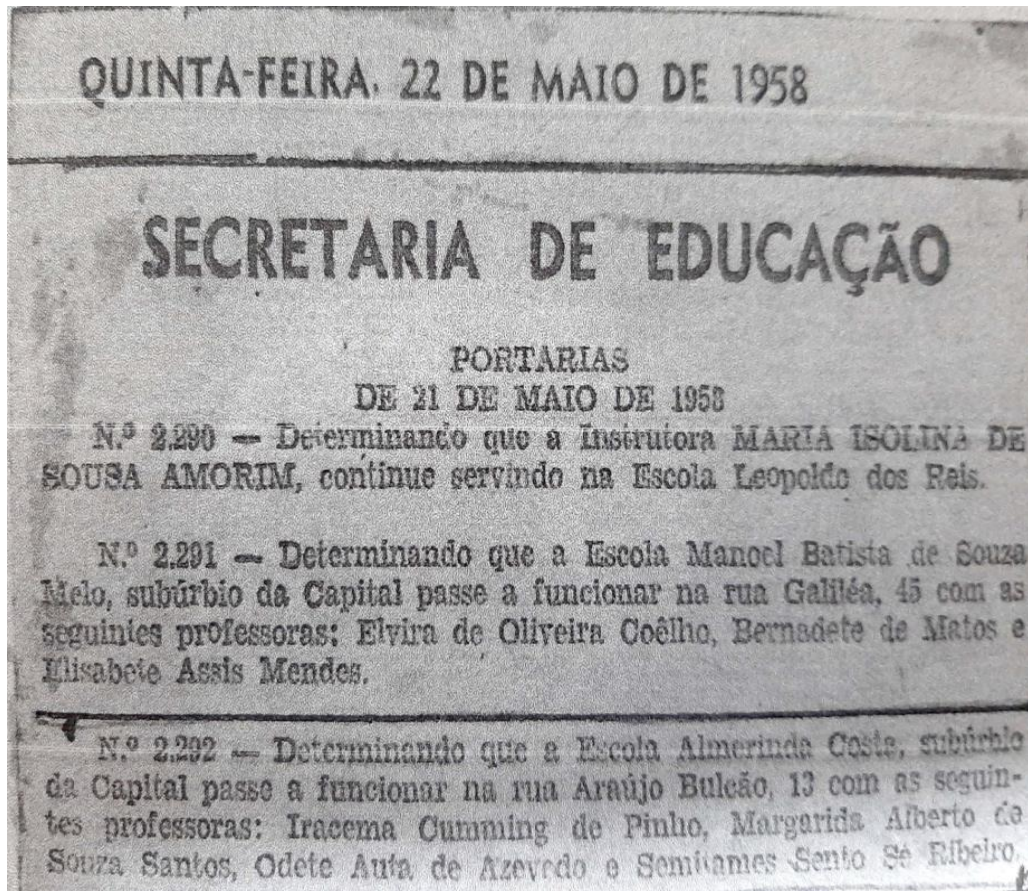 QUINTA-FEIRA, 22 DE MAIO DE 1958
SECRETARIA DE EDUCAÇÃO
PORTARIAS
DE 21 DE MAIO DE 1958
N.º 2.290 — Determinando que a Instrutora MARIA ISOLINA DE
SOUSA AMORIM, continue servindo na Escola Leopoldo dos Reis.
N.º 2.291 — Determinando que a Escola Manoel Batista de Souza
Melo, subúrbio da Capital passe a funcionar na rua Galiléa, 45 com as
seguintes professoras: Elvira de Oliveira Coêlho, Bernadete de Matos e
Elisabete Assis Mendes.
N.º 2.292 — Determinando que a Escola Almerinda Costa, subúrbio
da Capital passe a funcionar na rua Araújo Bulcão, 13 com as seguin-
tes professoras: Iracema Cumming de Pinho, Margarida Alberto de
Souza Santos, Odete Auta de Azevedo e Semirames Sento Sé Ribeiro.